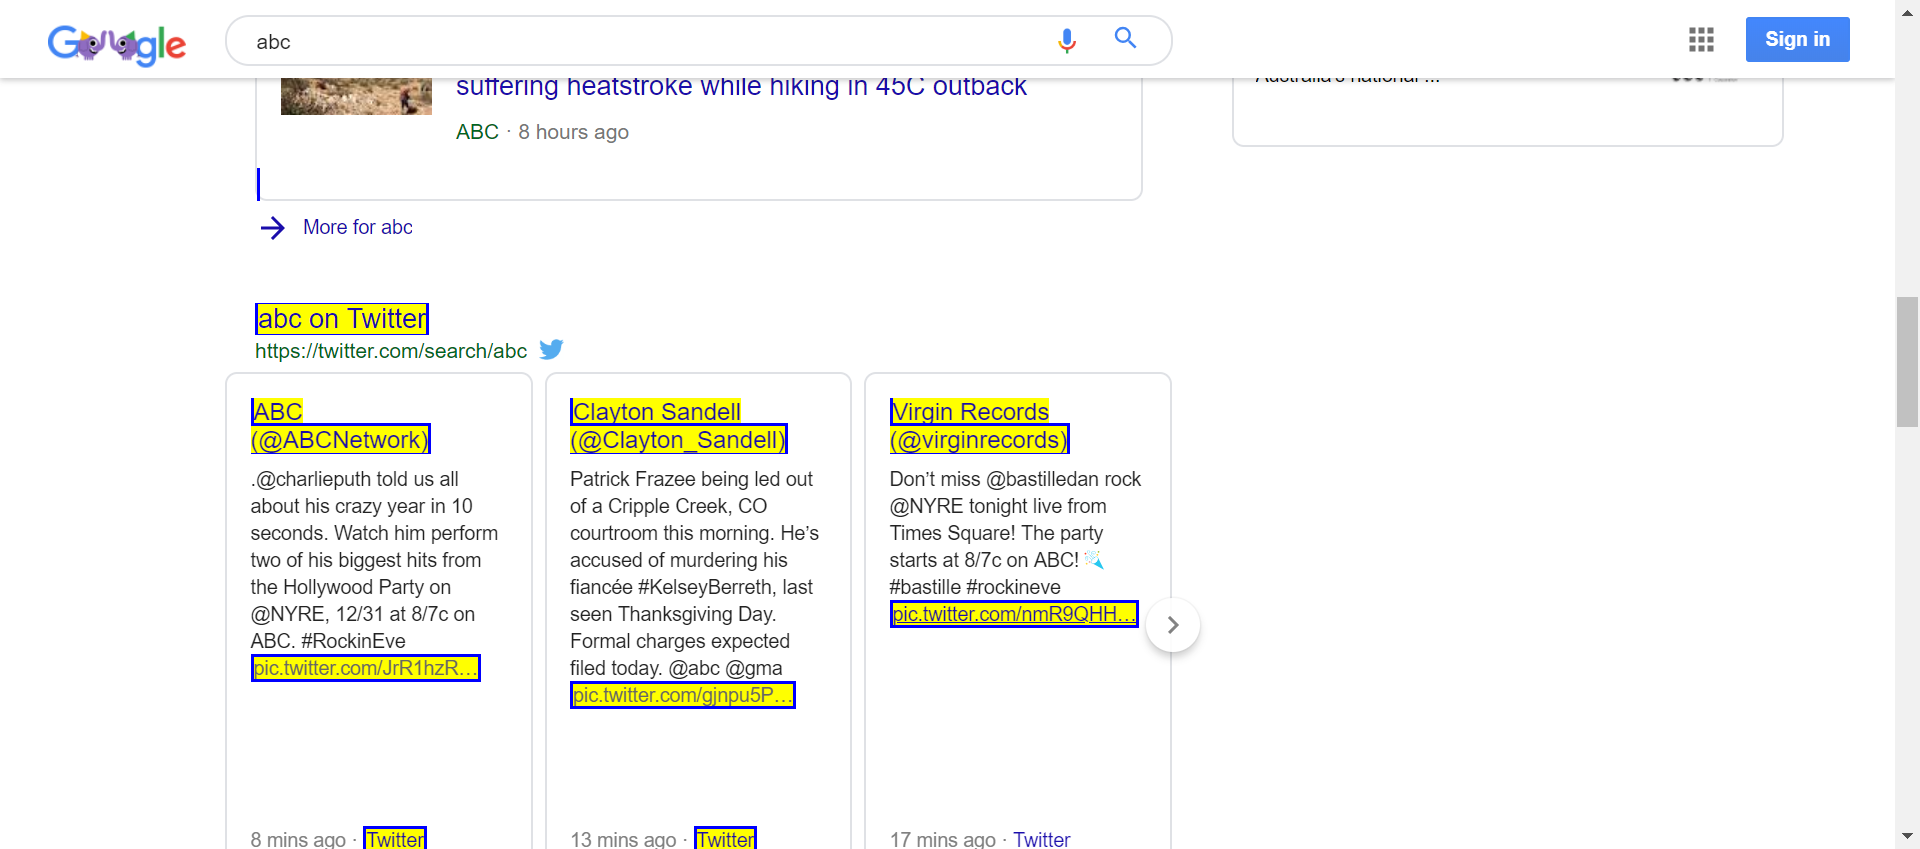 Google
abc
Sign in
suffering heatstroke while hiking in 45C outback
ABC · 8 hours ago
Australia's national ...
More for abc
abc on Twitter
https://twitter.com/search/abc
ABC
(@ABCNetwork)
.@charlieputh told us all
about his crazy year in 10
seconds. Watch him perform
two of his biggest hits from
the Hollywood Party on
@NYRE, 12/31 at 8/7c on
ABC. #RockinEve
pic.twitter.com/JrR1hzR…
8 mins ago · Twitter
Clayton Sandell
(@Clayton_Sandell)
Patrick Frazee being led out
of a Cripple Creek, CO
courtroom this morning. He’s
accused of murdering his
fiancée #KelseyBerreth, last
seen Thanksgiving Day.
Formal charges expected
filed today. @abc @gma
pic.twitter.com/gjnpu5P…
13 mins ago · Twitter
Virgin Records
(@virginrecords)
Don’t miss @bastilledan rock
@NYRE tonight live from
Times Square! The party
starts at 8/7c on ABC! 🎉
#bastille #rockineve
pic.twitter.com/nmR9QHH…
17 mins ago · Twitter